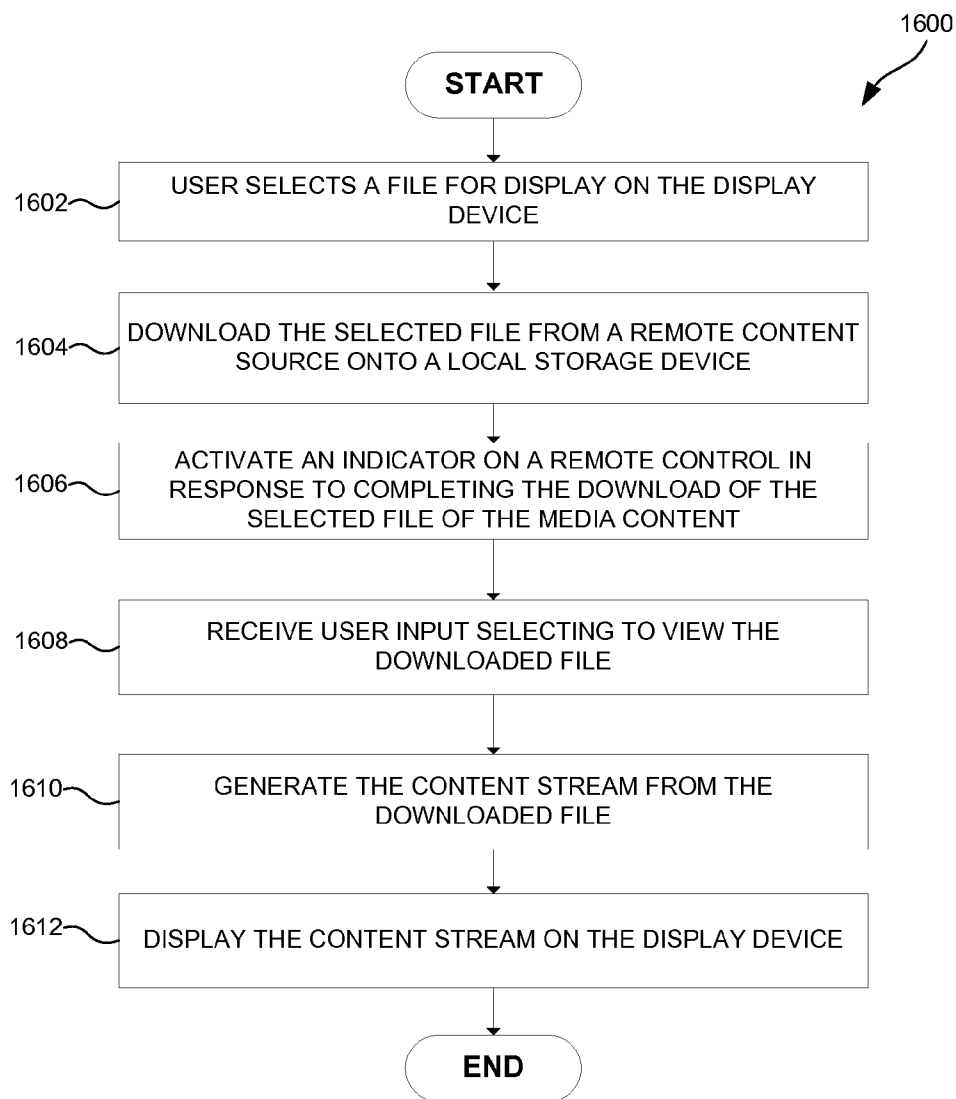 1600
START
1602
USER SELECTS A FILE FOR DISPLAY ON THE DISPLAY
DEVICE
1604
DOWNLOAD THE SELECTED FILE FROM A REMOTE CONTENT
SOURCE ONTO A LOCAL STORAGE DEVICE
1606
ACTIVATE AN INDICATOR ON A REMOTE CONTROL IN
RESPONSE TO COMPLETING THE DOWNLOAD OF THE
SELECTED FILE OF THE MEDIA CONTENT
1608
RECEIVE USER INPUT SELECTING TO VIEW THE
DOWNLOADED FILE
1610
GENERATE THE CONTENT STREAM FROM THE
DOWNLOADED FILE
1612
DISPLAY THE CONTENT STREAM ON THE DISPLAY DEVICE
END